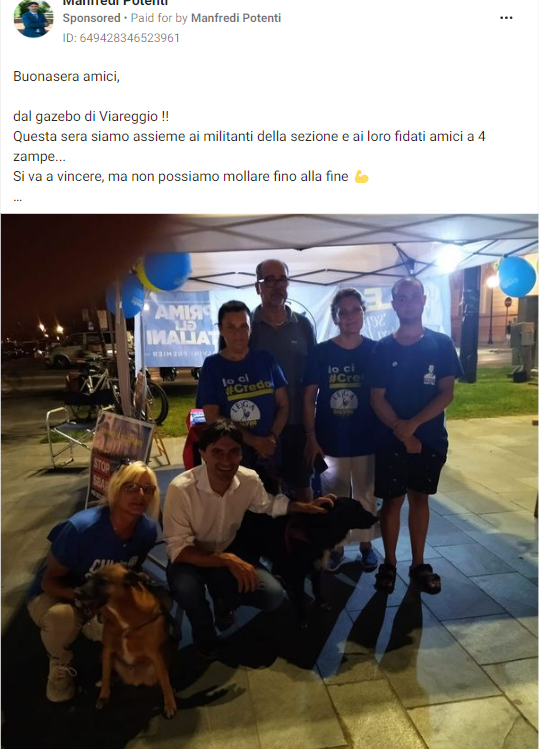 Manfredi Potenti
Sponsored • Paid for by Manfredi Potenti
ID: 649428346523961
Buonasera amici,
dal gazebo di Viareggio !!
Questa sera siamo assieme ai militanti della sezione e ai loro fidati amici a 4
zampe...
Si va a vincere, ma non possiamo mollare fino alla fine 💪
...
PRIMA
GLI
ITALIANI
Io ci
#Credo
LEGA
Io ci
#Credo
LEGA
STOP